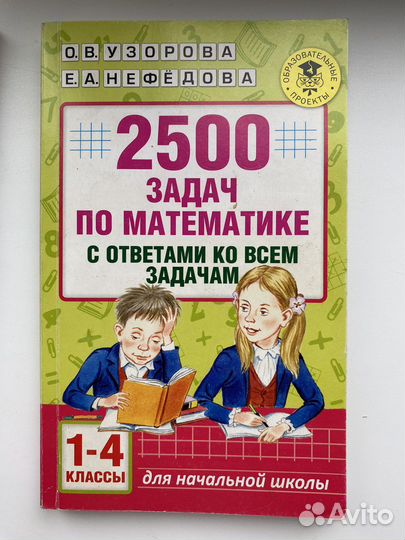 О.В.УЗОРОВА
Е.А.НЕФЁДОВА
ОБРАЗОВАТЕЛЬНЫЕ
ПРОЕКТЫ
2500
ЗАДАЧ
ПО МАТЕМАТИКЕ
С ОТВЕТАМИ КО ВСЕМ
ЗАДАЧАМ
1-4
КЛАССЫ
для начальной школы
Avito